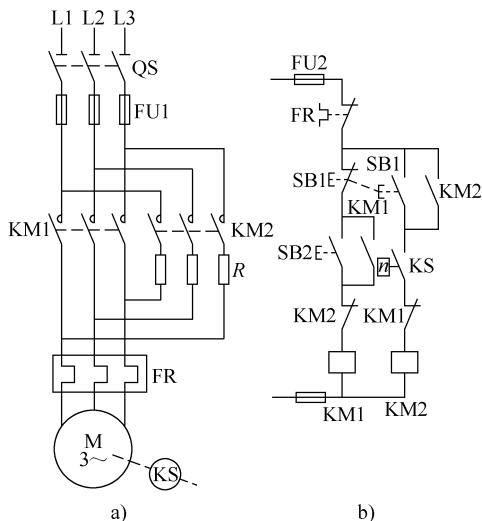 L1 L2 L3
QS
FU1
KM1
KM2
R
FR
M
3~
KS
a)
FU2
FR
SB1
SB1
KM2
KM1
SB2
n
KS
KM2
KM1
KM1
KM2
b)